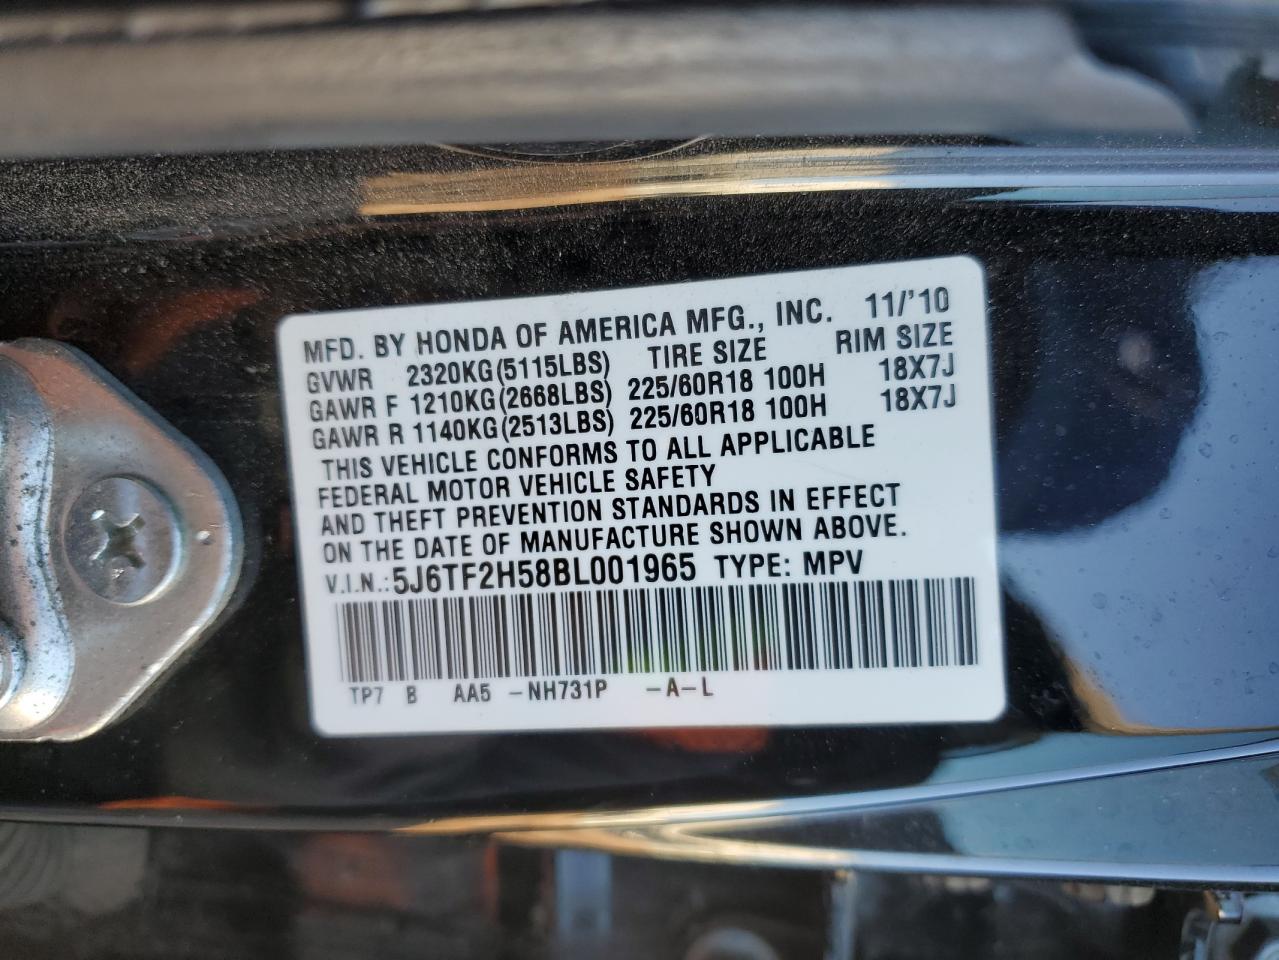 MFD. BY HONDA OF AMERICA MFG., INC. 11/'10
GVWR 2320KG(5115LBS) TIRE SIZE RIM SIZE
GAWR F 1210KG(2668LBS) 225/60R18 100H 18X7J
GAWR R 1140KG(2513LBS) 225/60R18 100H 18X7J
THIS VEHICLE CONFORMS TO ALL APPLICABLE
FEDERAL MOTOR VEHICLE SAFETY
AND THEFT PREVENTION STANDARDS IN EFFECT
ON THE DATE OF MANUFACTURE SHOWN ABOVE.
V.I.N.:5J6TF2H58BL001965 TYPE: MPV
TP7 B AA5 -NH731P -A-L